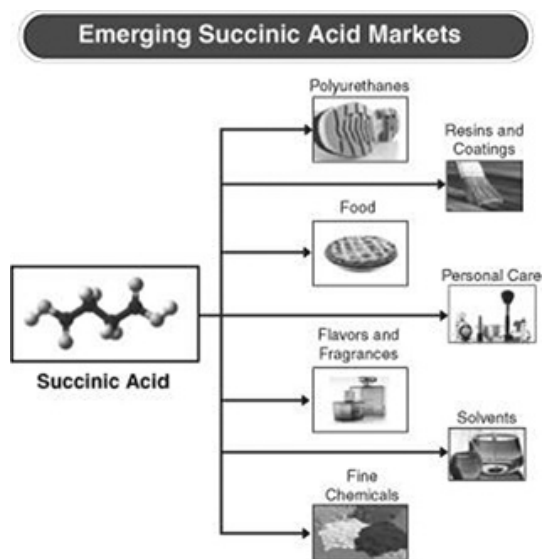 Emerging Succinic Acid Markets
Polyurethanes
Resins and
Coatings
Food
Personal Care
Succinic Acid
Flavors and
Fragrances
Solvents
Fine
Chemicals